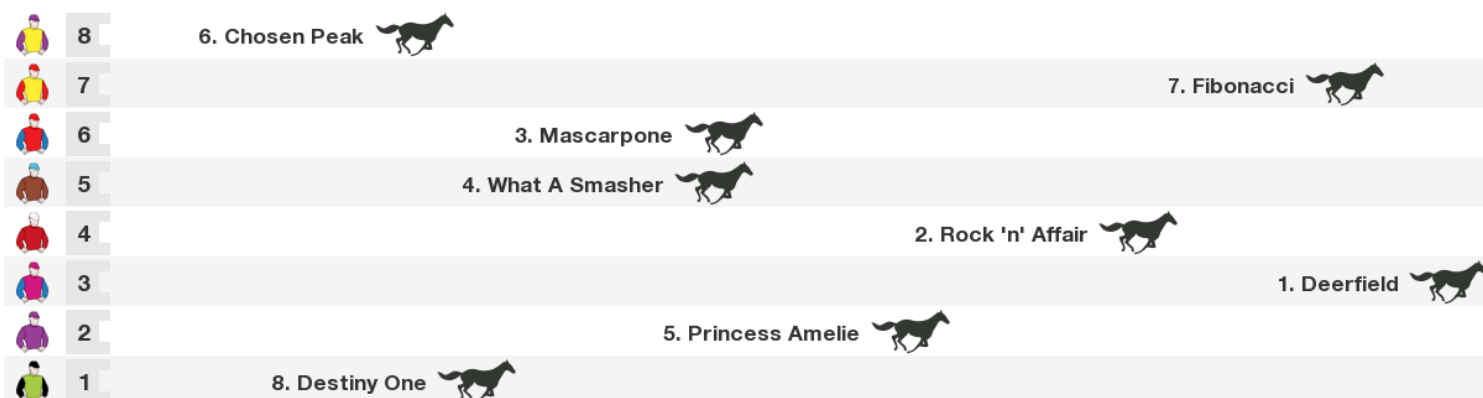 8 6. Chosen Peak
7 7. Fibonacci
6 3. Mascarpone
5 4. What A Smasher
4 2. Rock 'n' Affair
3 1. Deerfield
2 5. Princess Amelie
1 8. Destiny One